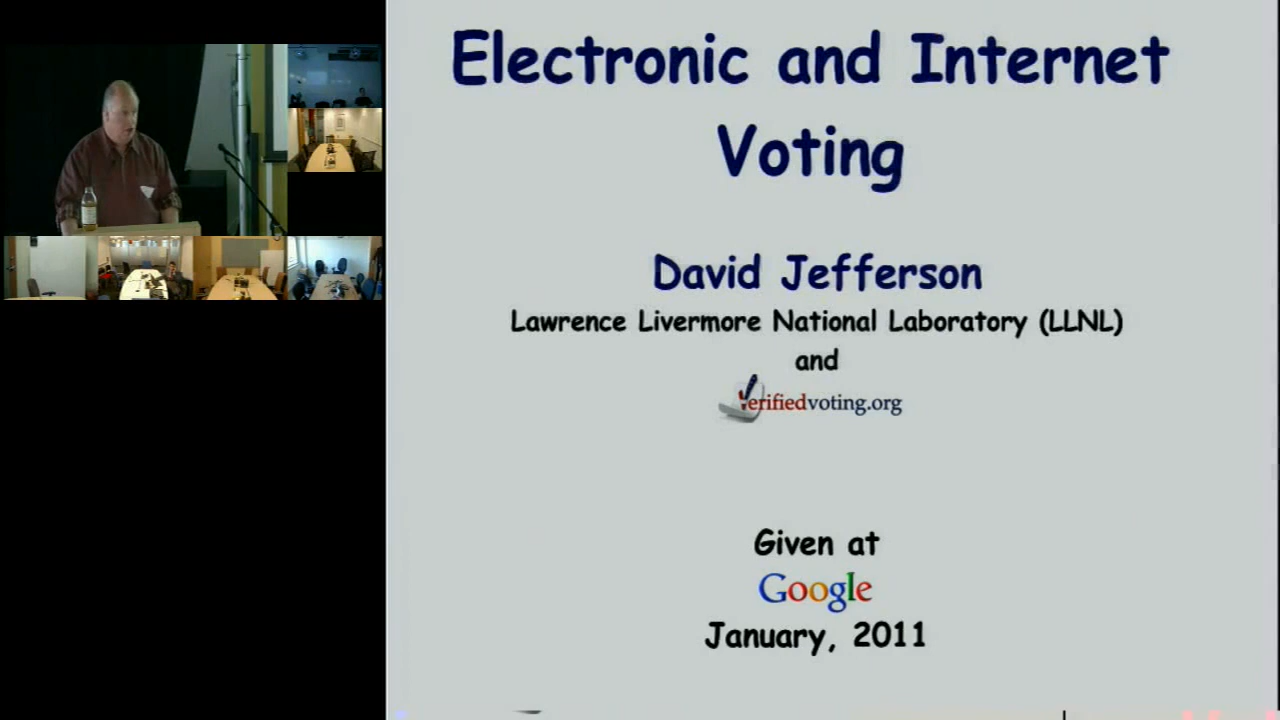 Electronic and Internet
Voting
David Jefferson
Lawrence Livermore National Laboratory (LLNL)
and
verifiedvoting.org
Given at
Google
January, 2011